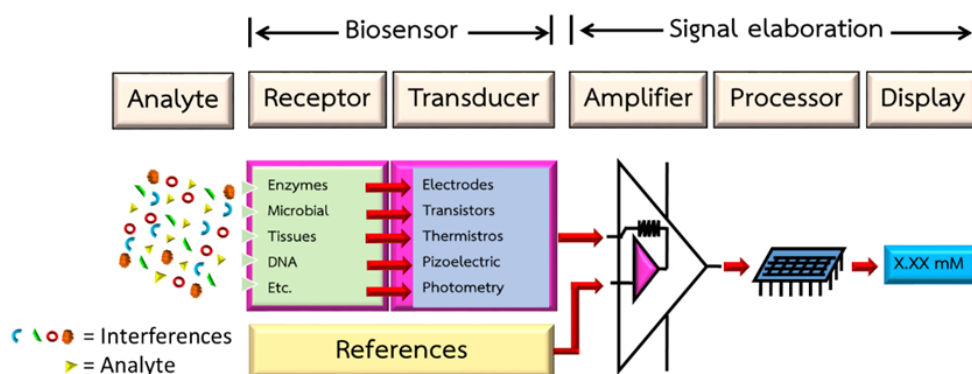 Biosensor
Signal elaboration
Analyte
Receptor
Transducer
Amplifier
Processor
Display
Enzymes
Electrodes
Microbial
Transistors
Tissues
Thermistros
DNA
Pizoelectric
Etc.
Photometry
X.XX mM
= Interferences
= Analyte
References